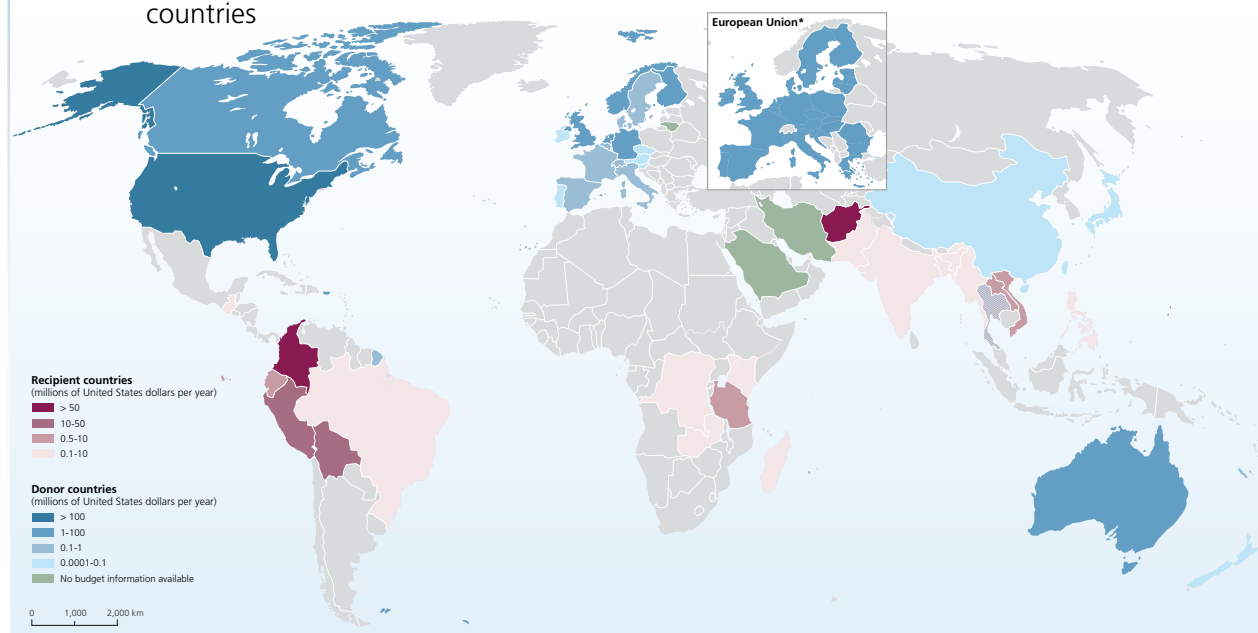 countries
European Union*
Recipient countries
(millions of United States dollars per year)
> 50
10-50
0.5-10
0.1-10
Donor countries
(millions of United States dollars per year)
> 100
1-100
0.1-1
0.0001-0.1
No budget information available
0 1,000 2,000 km